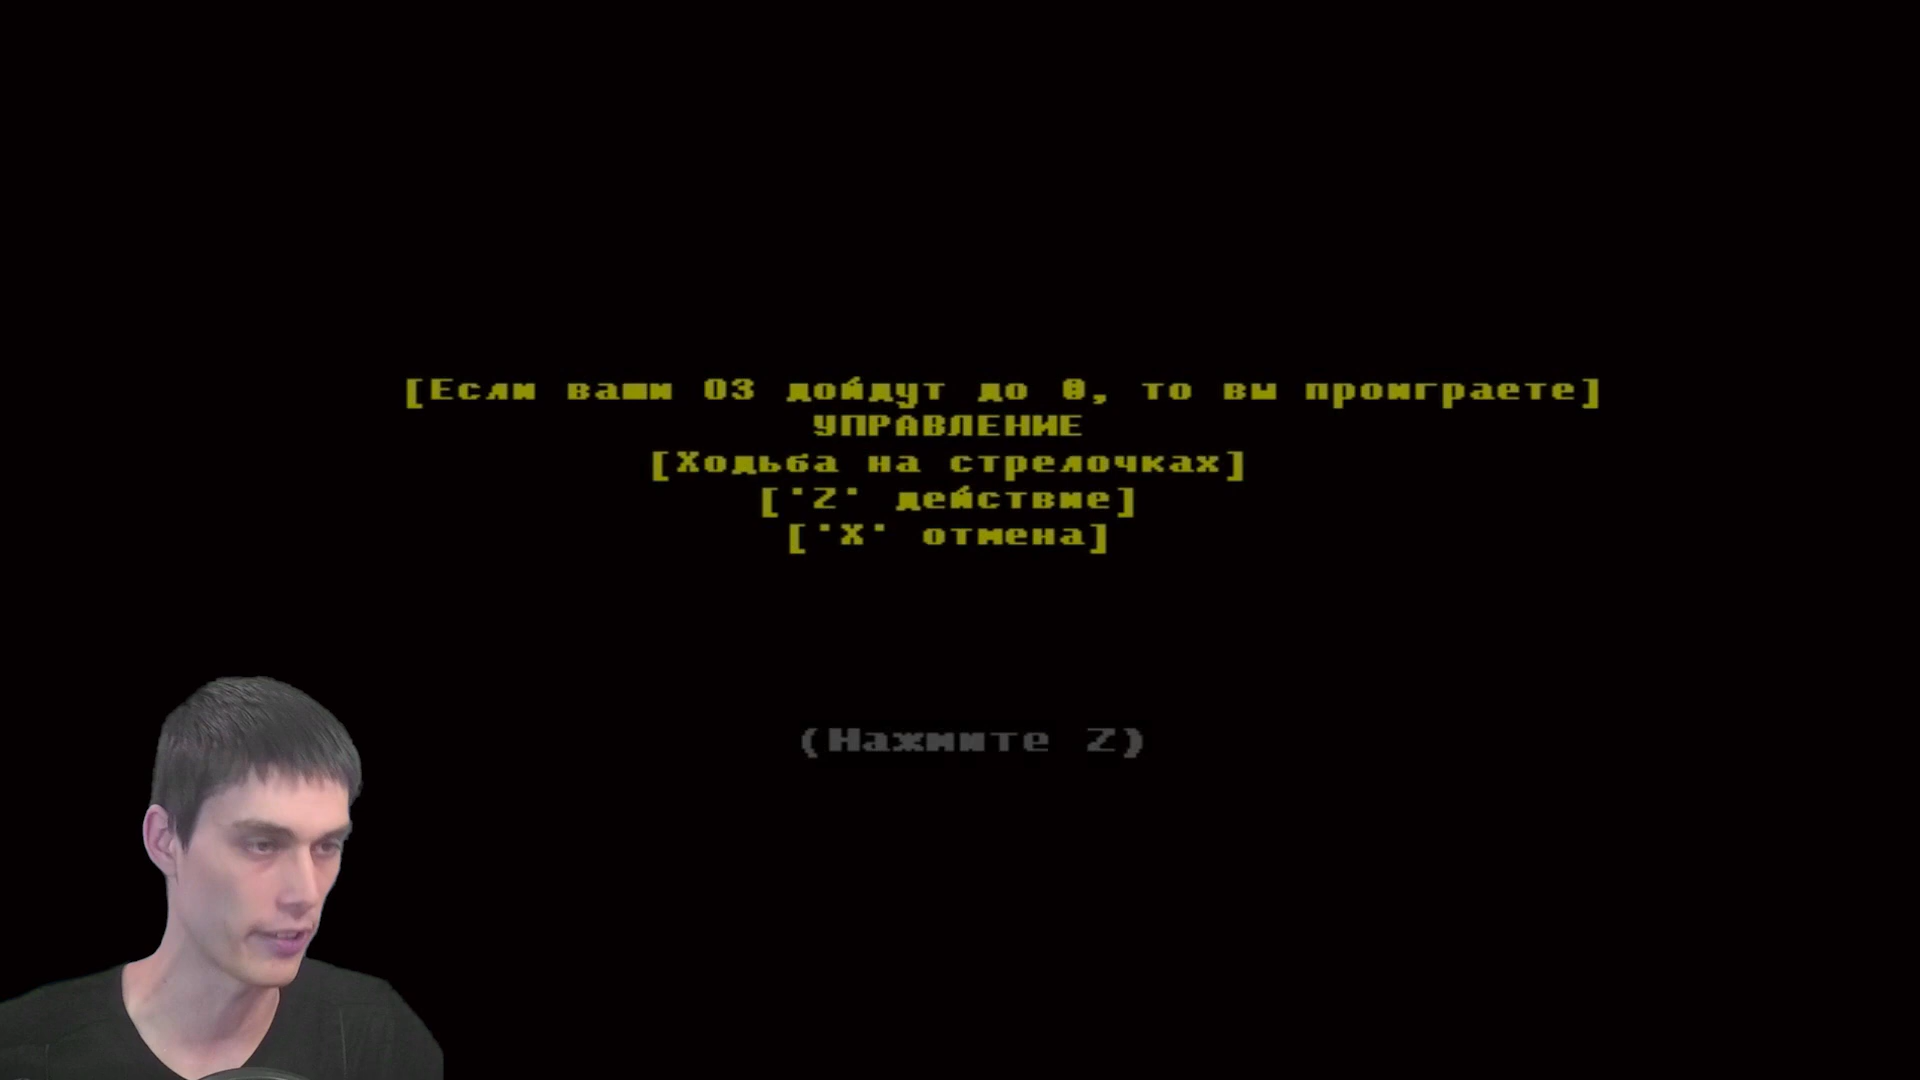 [Если ваши ОЗ дойдут до 0, то вы проиграете]
УПРАВЛЕНИЕ
[Ходьба на стрелочках]
['Z' действие]
['X' отмена]
(Нажмите Z)